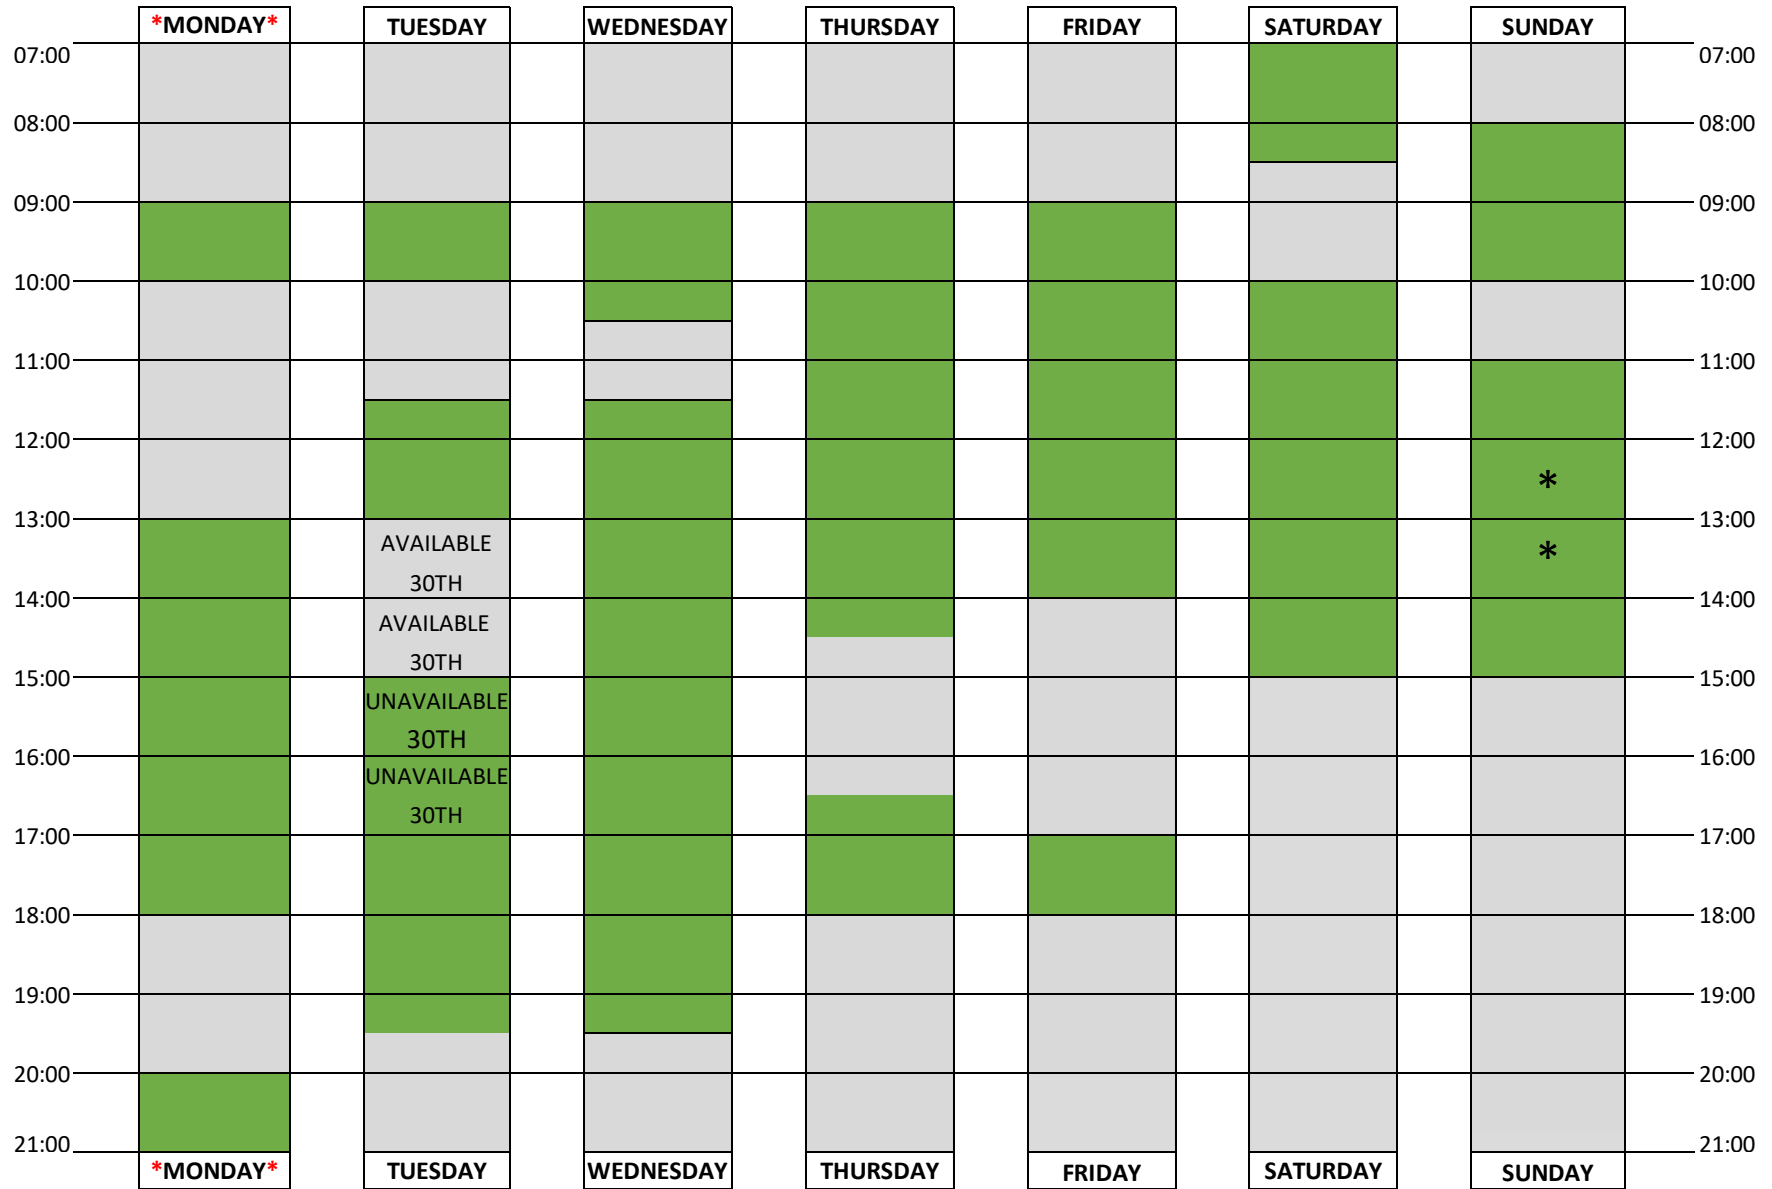 *MONDAY* TUESDAY WEDNESDAY THURSDAY FRIDAY SATURDAY SUNDAY
07:00 07:00
08:00 08:00
09:00 09:00
10:00 10:00
11:00 11:00
12:00 12:00
*
13:00 13:00
AVAILABLE *
30TH
14:00 14:00
AVAILABLE
30TH
15:00 15:00
UNAVAILABLE
30TH
16:00 16:00
UNAVAILABLE
30TH
17:00 17:00
18:00 18:00
19:00 19:00
20:00 20:00
21:00 21:00
*MONDAY* TUESDAY WEDNESDAY THURSDAY FRIDAY SATURDAY SUNDAY